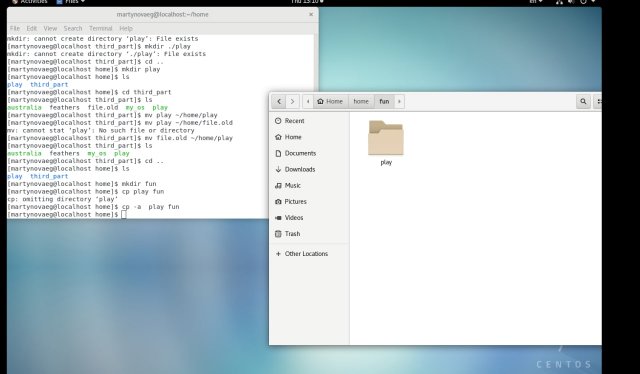 Activities Files Thu 13:10 en
martynovaeg@localhost:~/home
File Edit View Search Terminal Help
mkdir: cannot create directory ‘play’: File exists
[martynovaeg@localhost third_part]$ mkdir ./play
mkdir: cannot create directory ‘./play’: File exists
[martynovaeg@localhost third_part]$ cd ..
[martynovaeg@localhost home]$ mkdir play
[martynovaeg@localhost home]$ ls
play third_part
[martynovaeg@localhost home]$ cd third_part
[martynovaeg@localhost third_part]$ ls
australia feathers file.old my_os play
[martynovaeg@localhost third_part]$ mv play ~/home/play
[martynovaeg@localhost third_part]$ mv play ~/home/file.old
mv: cannot stat ‘play’: No such file or directory
[martynovaeg@localhost third_part]$ mv file.old ~/home/play
[martynovaeg@localhost third_part]$ ls
australia feathers my_os play
[martynovaeg@localhost third_part]$ cd ..
[martynovaeg@localhost home]$ ls
play third_part
[martynovaeg@localhost home]$ mkdir fun
[martynovaeg@localhost home]$ cp play fun
cp: omitting directory ‘play’
[martynovaeg@localhost home]$ cp -a play fun
[martynovaeg@localhost home]$
Home home fun
Recent
Home
Documents
Downloads
Music
Pictures
Videos
Trash
+ Other Locations
play
CENTOS